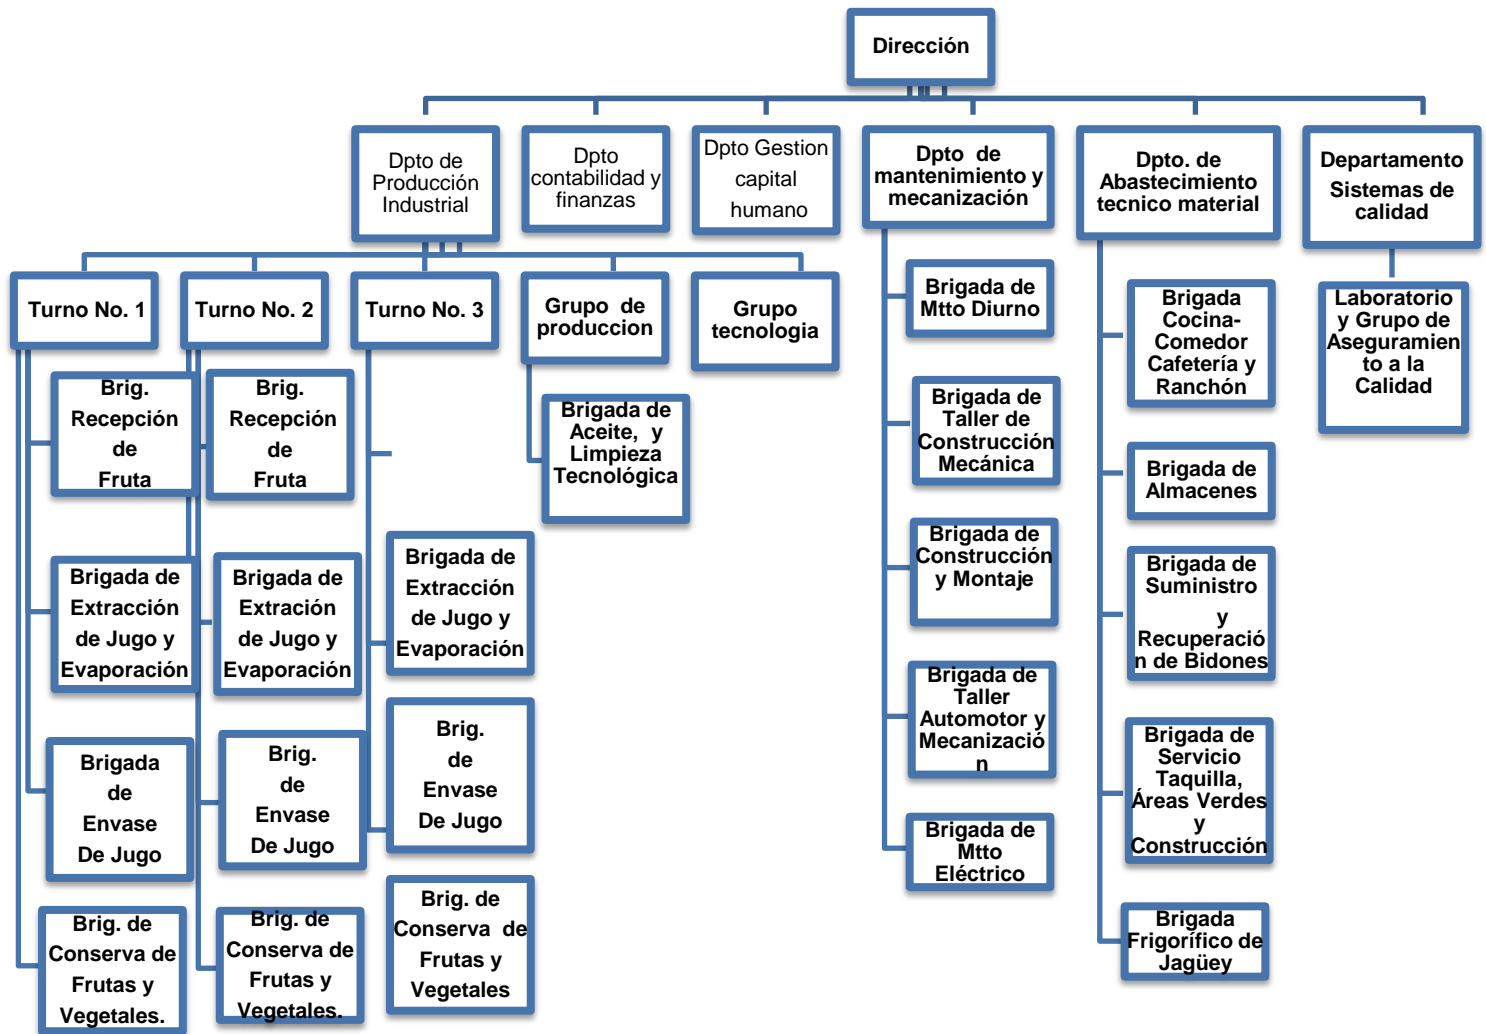 Dirección
Dpto de
Producción
Industrial
Dpto
contabilidad y
finanzas
Dpto Gestion
capital
humano
Dpto de
mantenimiento y
mecanización
Dpto. de
Abastecimiento
tecnico material
Departamento
Sistemas de
calidad
Turno No. 1
Turno No. 2
Turno No. 3
Grupo de
produccion
Grupo
tecnologia
Brig.
Recepción
de
Fruta
Brigada de
Extracción
de Jugo y
Evaporación
Brigada
de
Envase
De Jugo
Brig. de
Conserva de
Frutas y
Vegetales.
Brig.
Recepción
de
Fruta
Brigada de
Extración
de Jugo y
Evaporación
Brig.
de
Envase
De Jugo
Brig. de
Conserva de
Frutas y
Vegetales.
Brigada de
Extracción
de Jugo y
Evaporación
Brig.
de
Envase
De Jugo
Brig. de
Conserva de
Frutas y
Vegetales
Brigada de
Aceite, y
Limpieza
Tecnológica
Brigada de
Mtto Diurno
Brigada de
Taller de
Construcción
Mecánica
Brigada de
Construcción
y Montaje
Brigada de
Taller
Automotor y
Mecanizació
n
Brigada de
Mtto
Eléctrico
Brigada
Cocina-
Comedor
Cafetería y
Ranchón
Brigada de
Almacenes
Brigada de
Suministro
y
Recuperació
n de Bidones
Brigada de
Servicio
Taquilla,
Áreas Verdes
y
Construcción
Brigada
Frigorífico de
Jagüey
Laboratorio
y Grupo de
Aseguramien
to a la
Calidad